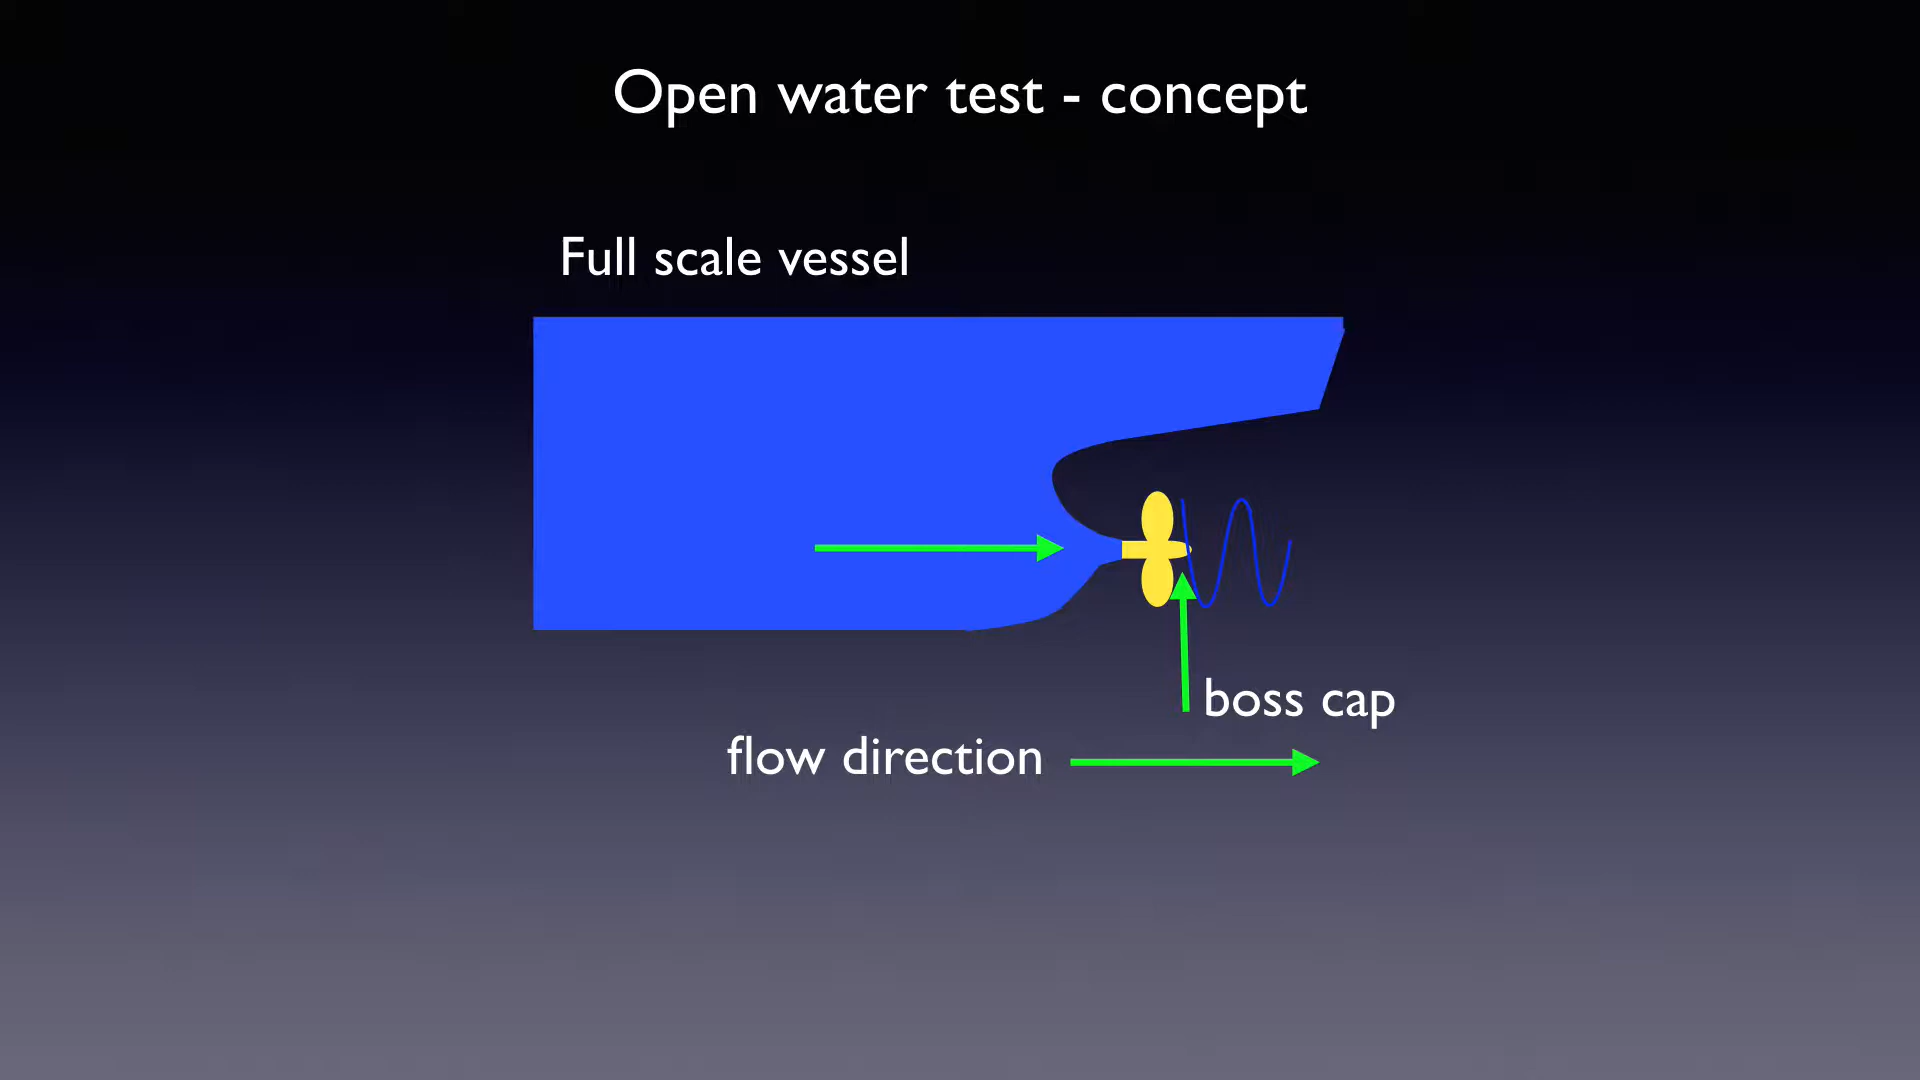 Open water test - concept
Full scale vessel
boss cap
flow direction